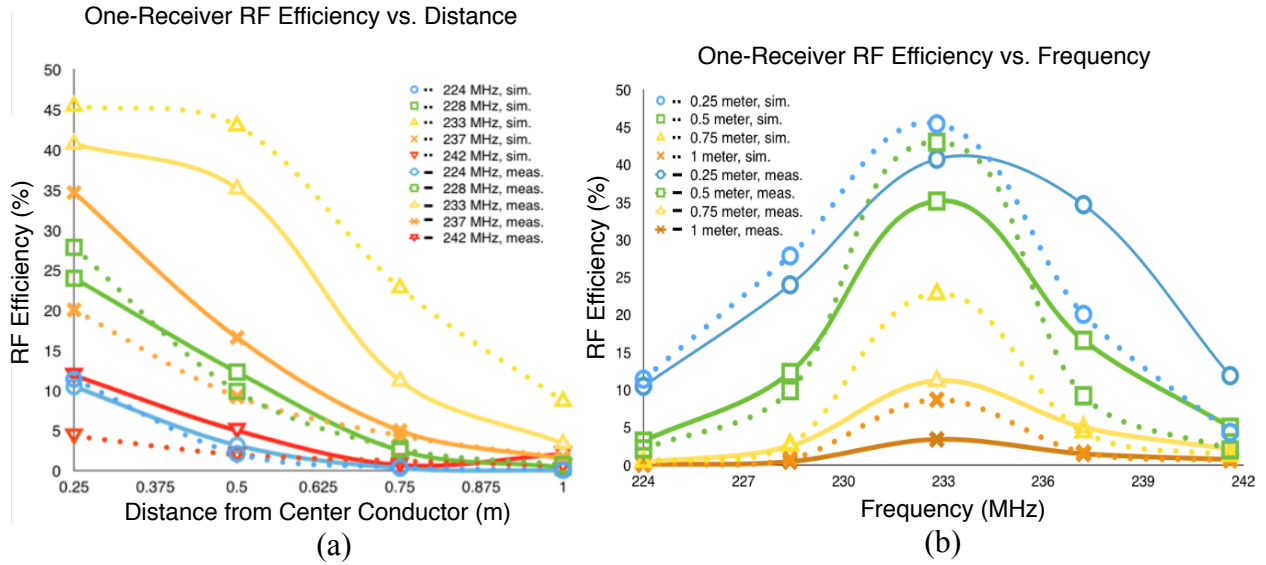 One-Receiver RF Efficiency vs. Distance
50
45
40
35
30
25
20
15
10
5
0
RF Efficiency (%)
224 MHz, sim.
228 MHz, sim.
233 MHz, sim.
237 MHz, sim.
242 MHz, sim.
224 MHz, meas.
228 MHz, meas.
233 MHz, meas.
237 MHz, meas.
242 MHz, meas.
0.25 0.375 0.5 0.625 0.75 0.875 1
Distance from Center Conductor (m)
(a)
One-Receiver RF Efficiency vs. Frequency
50
45
40
35
30
25
20
15
10
5
0
RF Efficiency (%)
0.25 meter, sim.
0.5 meter, sim.
0.75 meter, sim.
1 meter, sim.
0.25 meter, meas.
0.5 meter, meas.
0.75 meter, meas.
1 meter, meas.
224 227 230 233 236 239 242
Frequency (MHz)
(b)